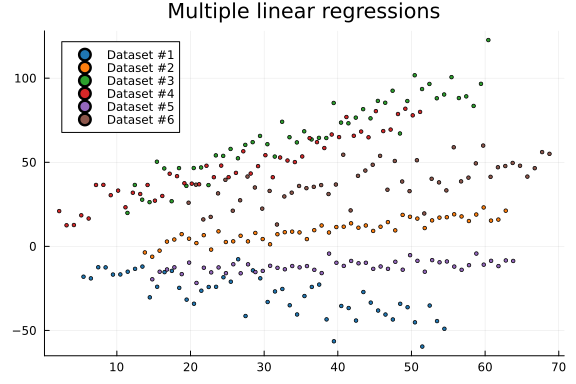 Multiple linear regressions
Dataset #1
Dataset #2
Dataset #3
Dataset #4
Dataset #5
Dataset #6
100
50
0
−50
10 20 30 40 50 60 70